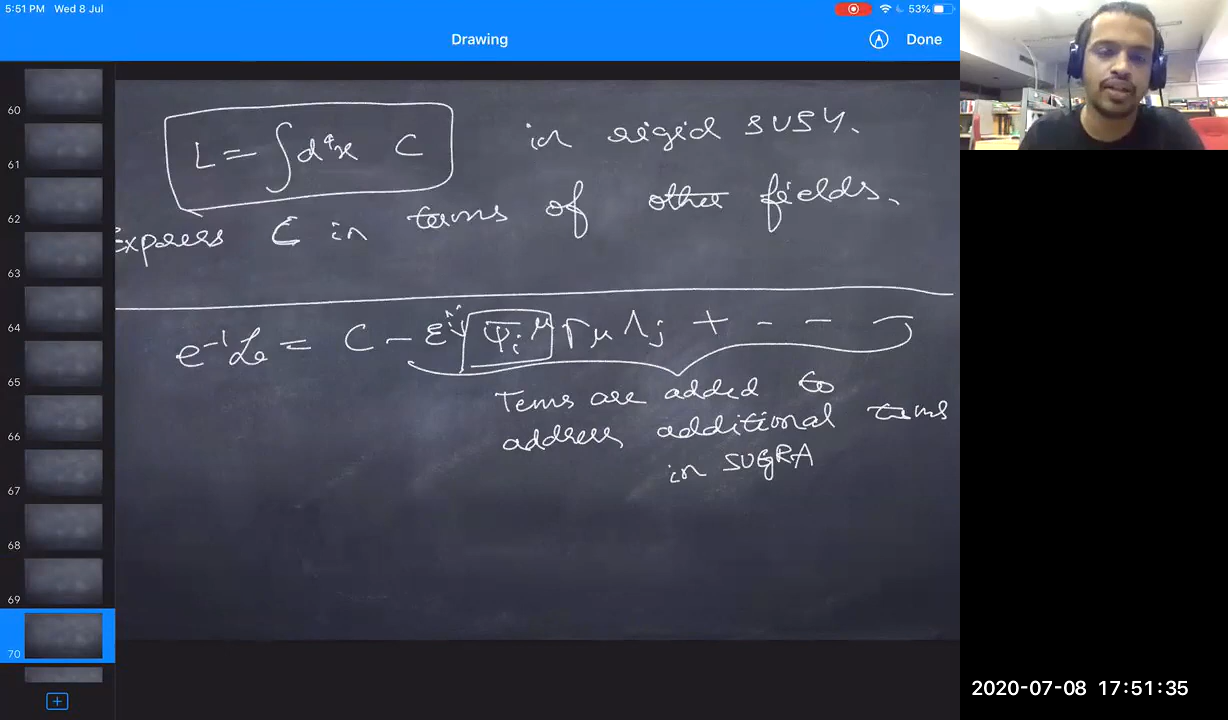 5:51 PM Wed 8 Jul
53%
Drawing
Done
60
61
62
63
64
65
66
67
68
69
70
L = ∫d⁴x C
in rigid SUSY.
Express C in terms of other fields.
e⁻¹L = C - ε^{ij} ψ̄_i^μ Γ_μ Λ_j + - - -
Tems are added to
address additional terms
in SUGRA
2020-07-08 17:51:35